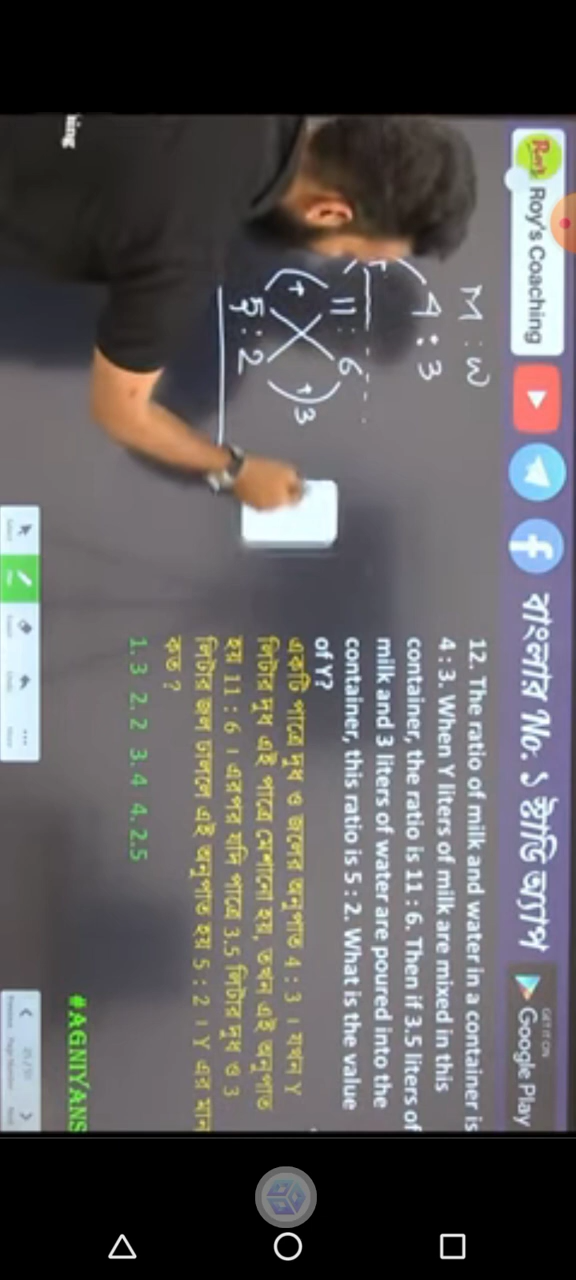 Roy's
Roy's Coaching
বাংলার No. ১ স্টাডি অ্যাপ
GET IT ON
Google Play
M : W
4 : 3
11 : 6
+ + 3
5 : 2
12. The ratio of milk and water in a container is
4 : 3. When Y liters of milk are mixed in this
container, the ratio is 11 : 6. Then if 3.5 liters of
milk and 3 liters of water are poured into the
container, this ratio is 5 : 2. What is the value
of Y?
একটি পাত্রে দুধ ও জলের অনুপাত 4 : 3 । যখন Y
লিটার দুধ এই পাত্রে মেশানো হয়, তখন এই অনুপাত
হয় 11 : 6 । এরপর যদি পাত্রে 3.5 লিটার দুধ ও 3
লিটার জল ঢাললে এই অনুপাত হয় 5 : 2 । Y এর মান
কত ?
1. 3 2. 2 3. 4 4. 2.5
#AGNIYANS
hing